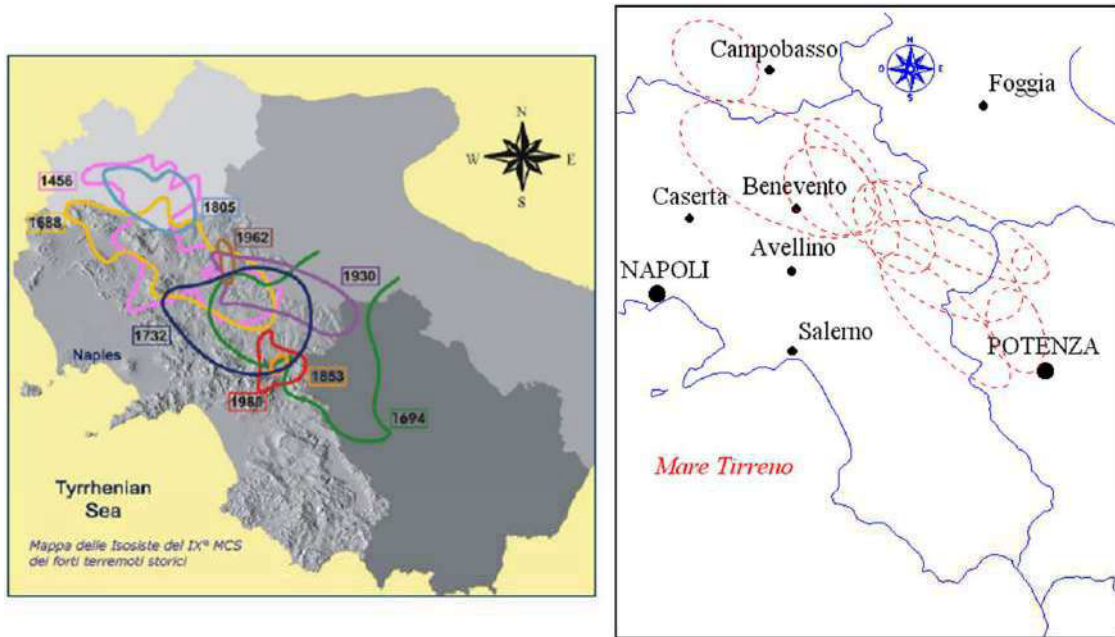 N
W
E
S
1456
1688
1805
1962
1930
1732
Naples
1853
1980
1694
Tyrrhenian
Sea
Mappa delle Isosiste del IX° MCS
dei forti terremoti storici
Campobasso
N
O
E
S
Foggia
Caserta
Benevento
Avellino
NAPOLI
Salerno
POTENZA
Mare Tirreno